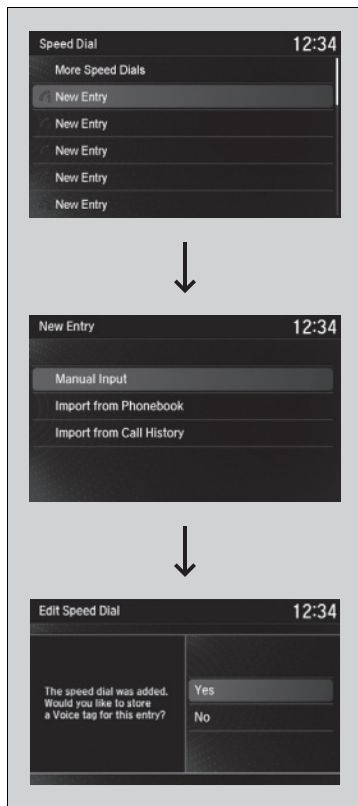 Speed Dial 12:34
More Speed Dials
New Entry
New Entry
New Entry
New Entry
New Entry
New Entry 12:34
Manual Input
Import from Phonebook
Import from Call History
Edit Speed Dial 12:34
The speed dial was added.
Would you like to store
a Voice tag for this entry?
Yes
No